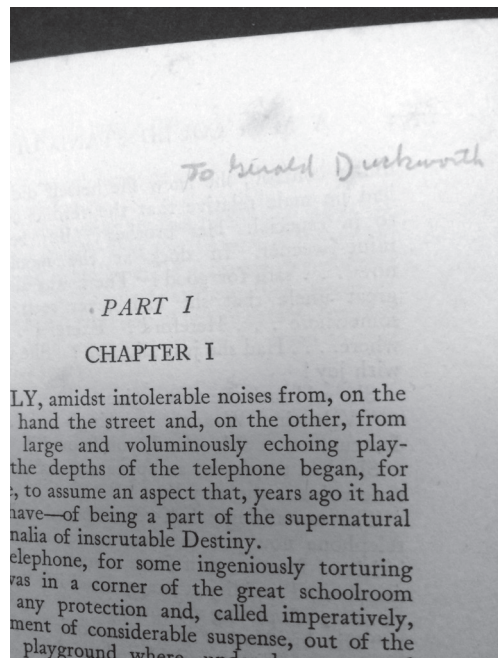 To Gerald Duckworth
PART I
CHAPTER I
LY, amidst intolerable noises from, on the
hand the street and, on the other, from
large and voluminously echoing play-
the depths of the telephone began, for
, to assume an aspect that, years ago it had
have—of being a part of the supernatural
nalia of inscrutable Destiny.
elephone, for some ingeniously torturing
was in a corner of the great schoolroom
any protection and, called imperatively,
ment of considerable suspense, out of the
playground where